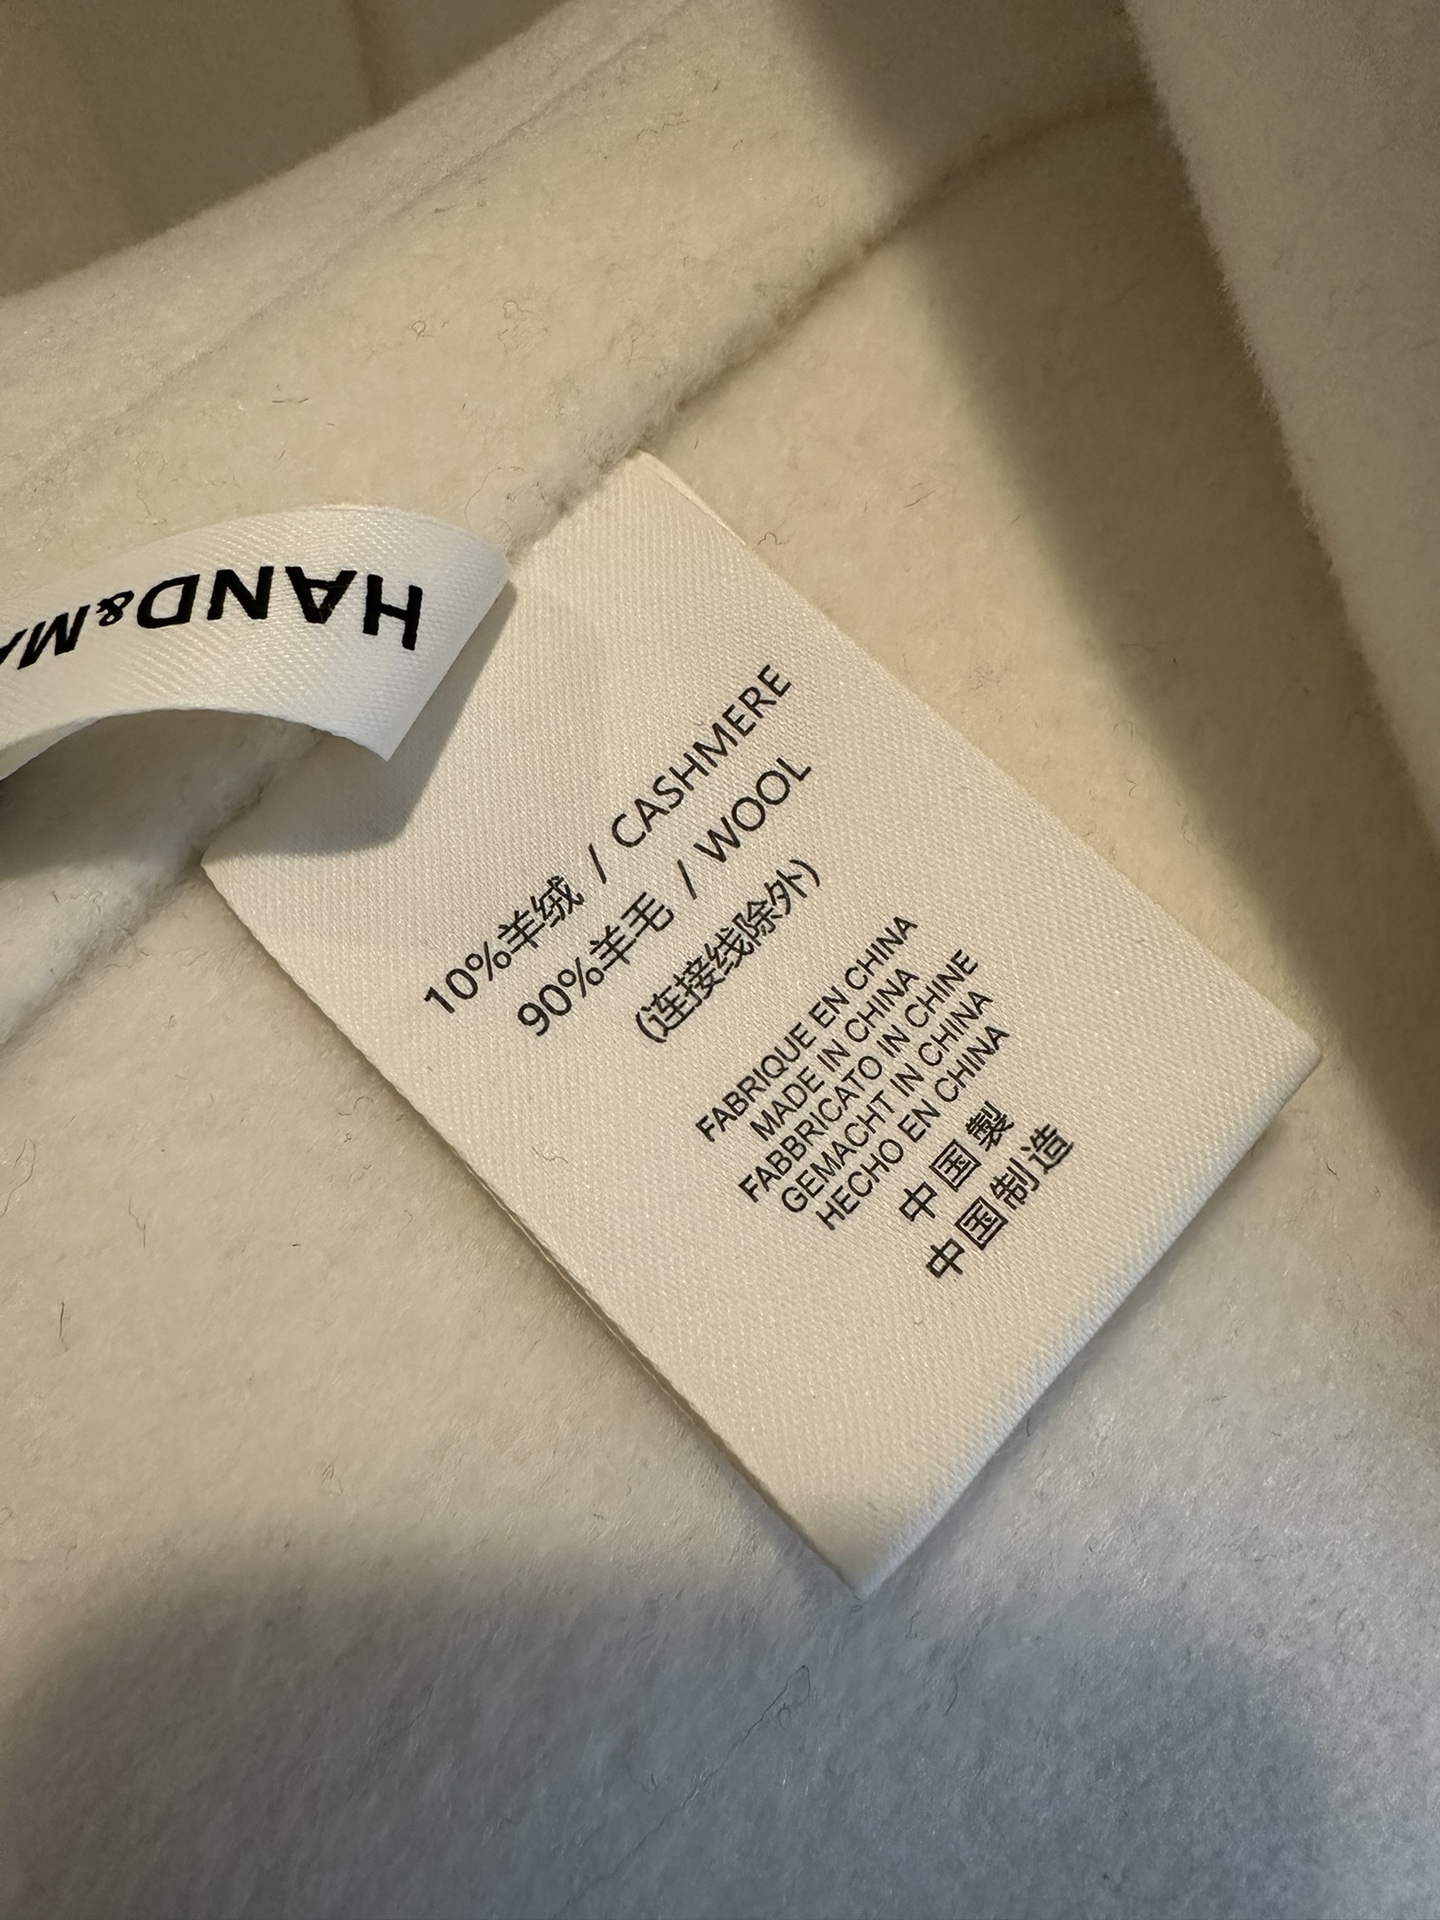 HAND&MA
10%羊绒 / CASHMERE
90%羊毛 / WOOL
(连接线除外)
FABRIQUE EN CHINA
MADE IN CHINA
FABBRICATO IN CHINE
GEMACHT IN CHINA
HECHO EN CHINA
中国製
中国制造